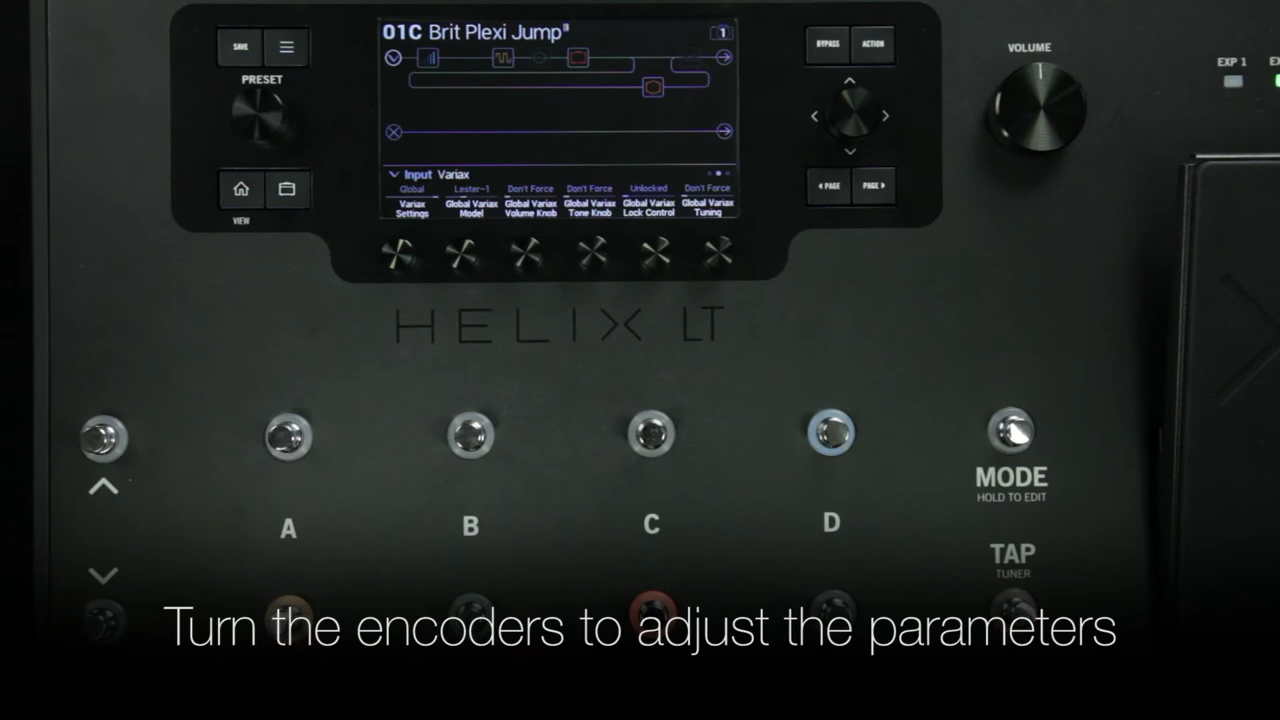 SAVE
PRESET
VIEW
01C Brit Plexi Jump
1
Input Variax
Global Lester-1 Don't Force Don't Force Unlocked Don't Force
Variax Settings
Global Variax Model
Global Variax Volume Knob
Global Variax Tone Knob
Global Variax Lock Control
Global Variax Tuning
BYPASS
ACTION
PAGE
PAGE
VOLUME
EXP 1
HELIX LT
A
B
C
D
MODE
HOLD TO EDIT
TAP
TUNER
Turn the encoders to adjust the parameters